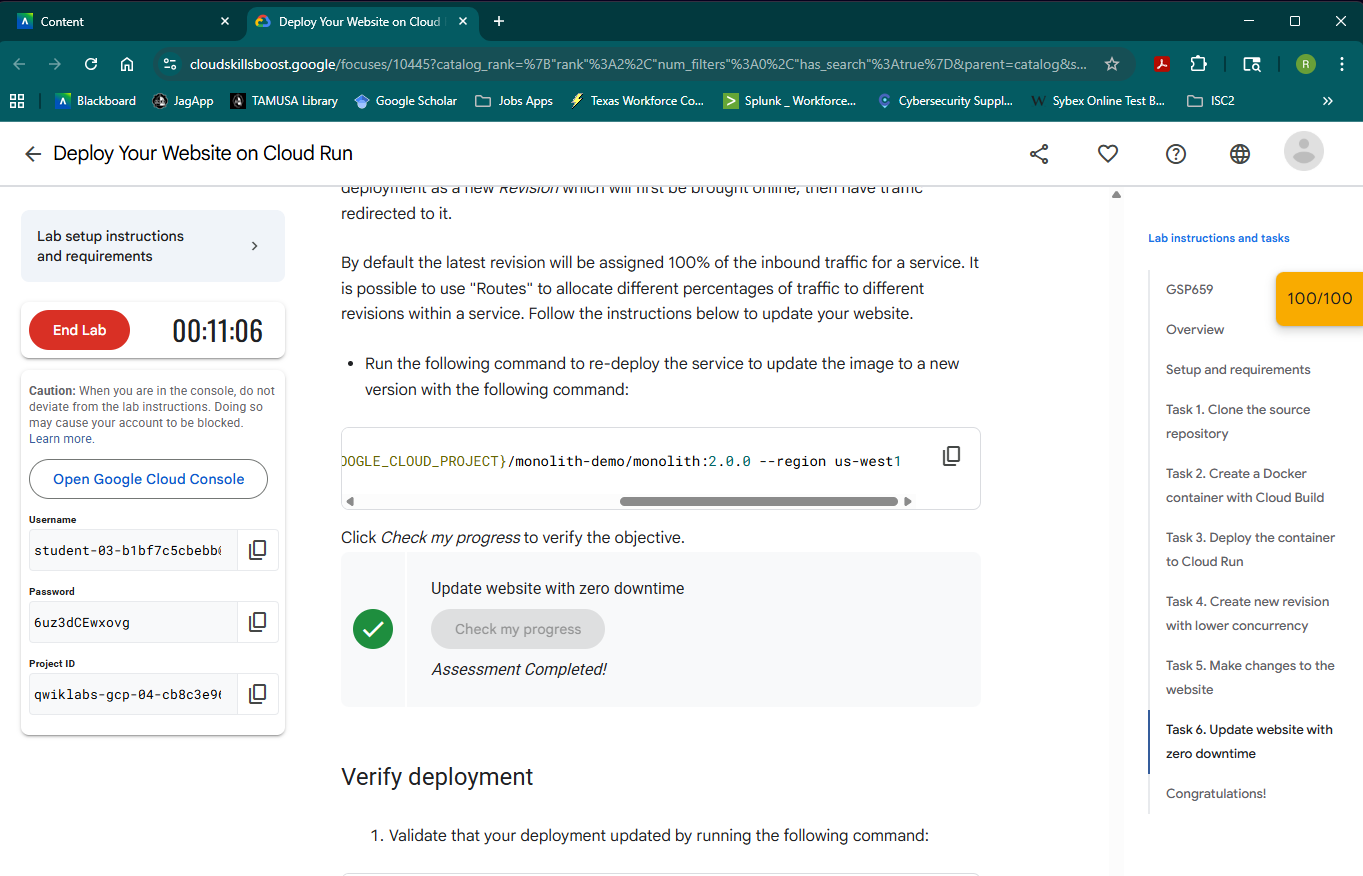 Content
Deploy Your Website on Cloud
cloudskillsboost.google/focuses/10445?catalog_rank=%7B"rank"%3A2%2C"num_filters"%3A0%2C"has_search"%3Atrue%7D&parent=catalog&s...
R
Blackboard
JagApp
TAMUSA Library
Google Scholar
Jobs Apps
Texas Workforce Co...
Splunk _ Workforce...
Cybersecurity Suppl...
W Sybex Online Test B...
ISC2
Deploy Your Website on Cloud Run
Lab setup instructions
and requirements
End Lab
00:11:06
Caution: When you are in the console, do not
deviate from the lab instructions. Doing so
may cause your account to be blocked.
Learn more.
Open Google Cloud Console
Username
student-03-b1bf7c5cbebb
Password
6uz3dCEwxovg
Project ID
qwiklabs-gcp-04-cb8c3e9
deployment as a new Revision which will first be brought online, then have traffic
redirected to it.
By default the latest revision will be assigned 100% of the inbound traffic for a service. It
is possible to use "Routes" to allocate different percentages of traffic to different
revisions within a service. Follow the instructions below to update your website.
• Run the following command to re-deploy the service to update the image to a new
version with the following command:
OOGLE_CLOUD_PROJECT}/monolith-demo/monolith:2.0.0 --region us-west1
Click Check my progress to verify the objective.
Update website with zero downtime
Check my progress
Assessment Completed!
Verify deployment
1. Validate that your deployment updated by running the following command:
Lab instructions and tasks
GSP659
100/100
Overview
Setup and requirements
Task 1. Clone the source
repository
Task 2. Create a Docker
container with Cloud Build
Task 3. Deploy the container
to Cloud Run
Task 4. Create new revision
with lower concurrency
Task 5. Make changes to the
website
Task 6. Update website with
zero downtime
Congratulations!